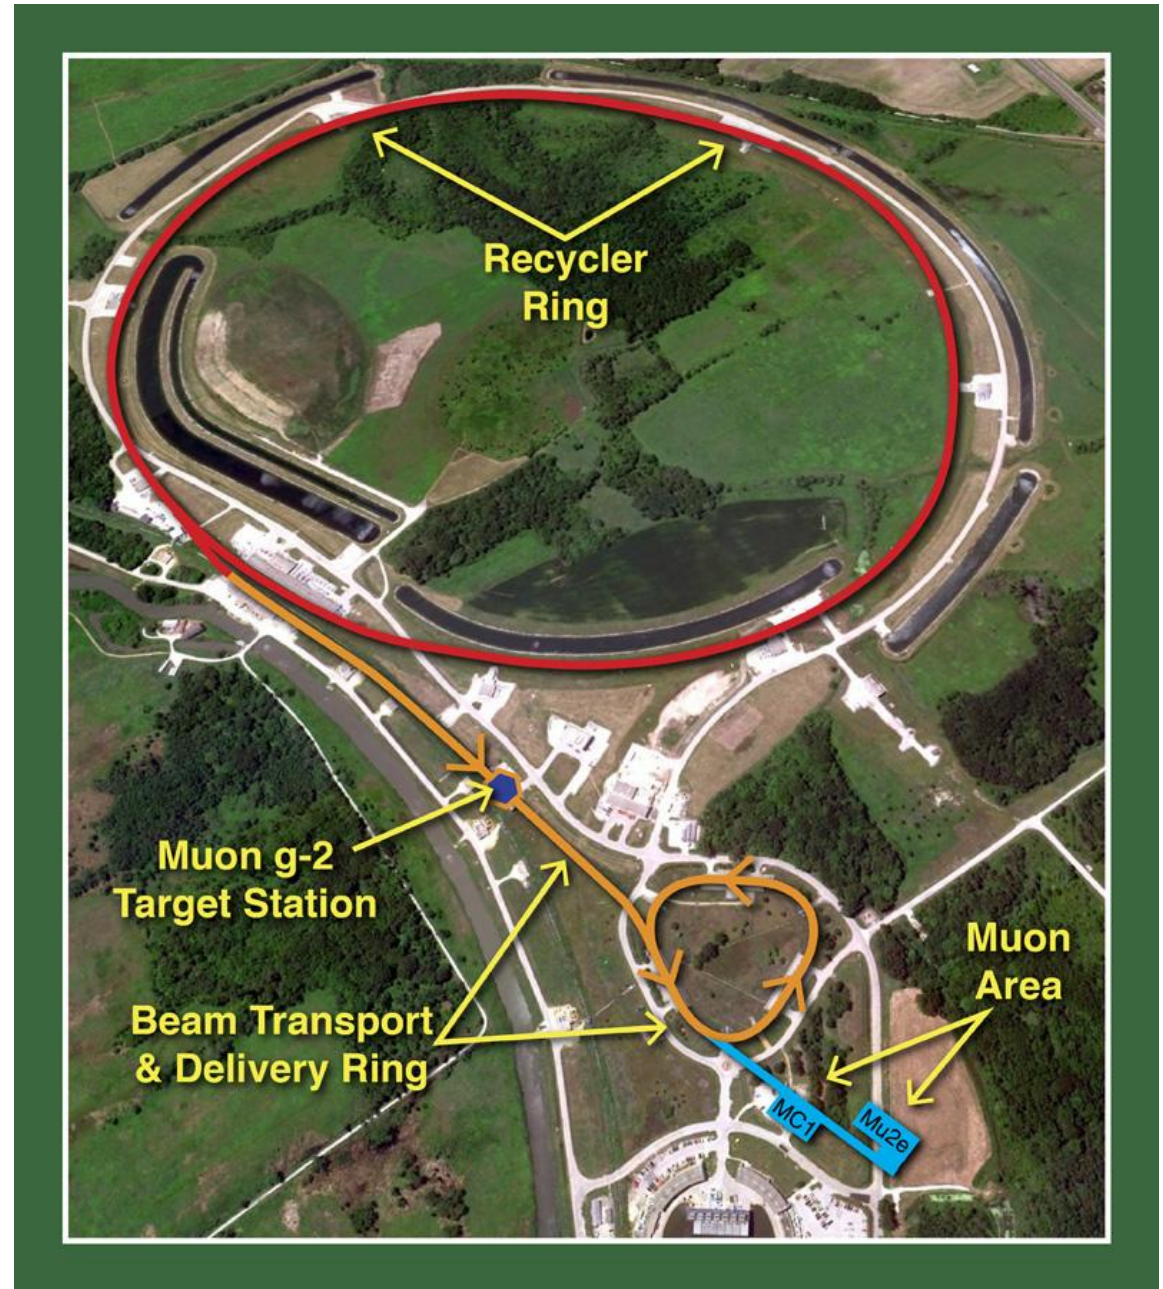 Recycler
Ring
Muon g-2
Target Station
Muon
Area
Beam Transport
& Delivery Ring
MC1
Mu2e